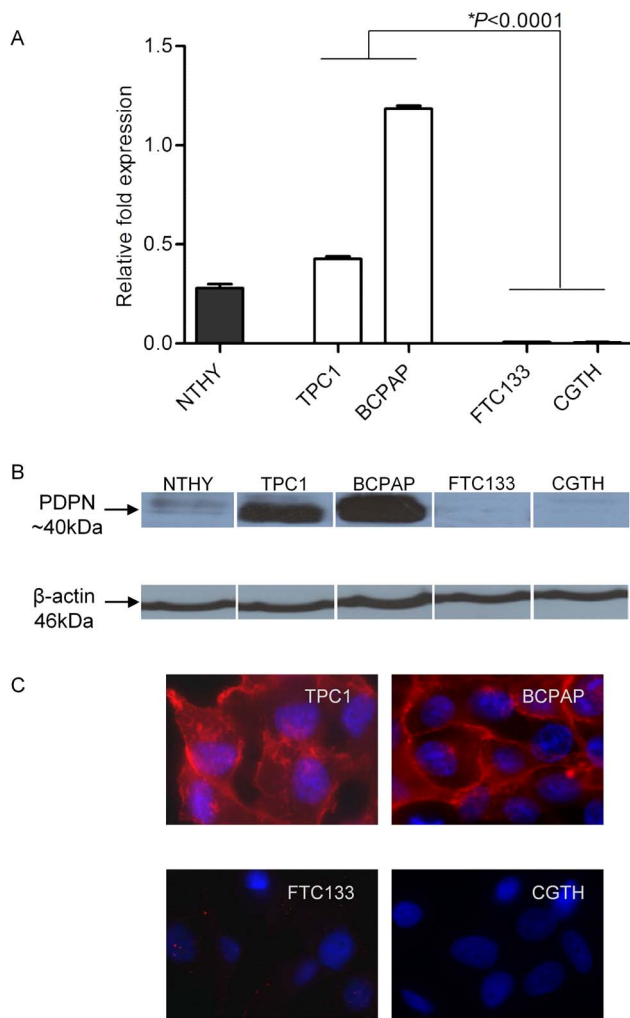 A
*P<0.0001
Relative fold expression
1.5
1.0
0.5
0.0
NTHY
TPC1
BCPAP
FTC133
CGTH
B
NTHY TPC1 BCPAP FTC133 CGTH
PDPN
~40kDa
β-actin
46kDa
C
TPC1
BCPAP
FTC133
CGTH